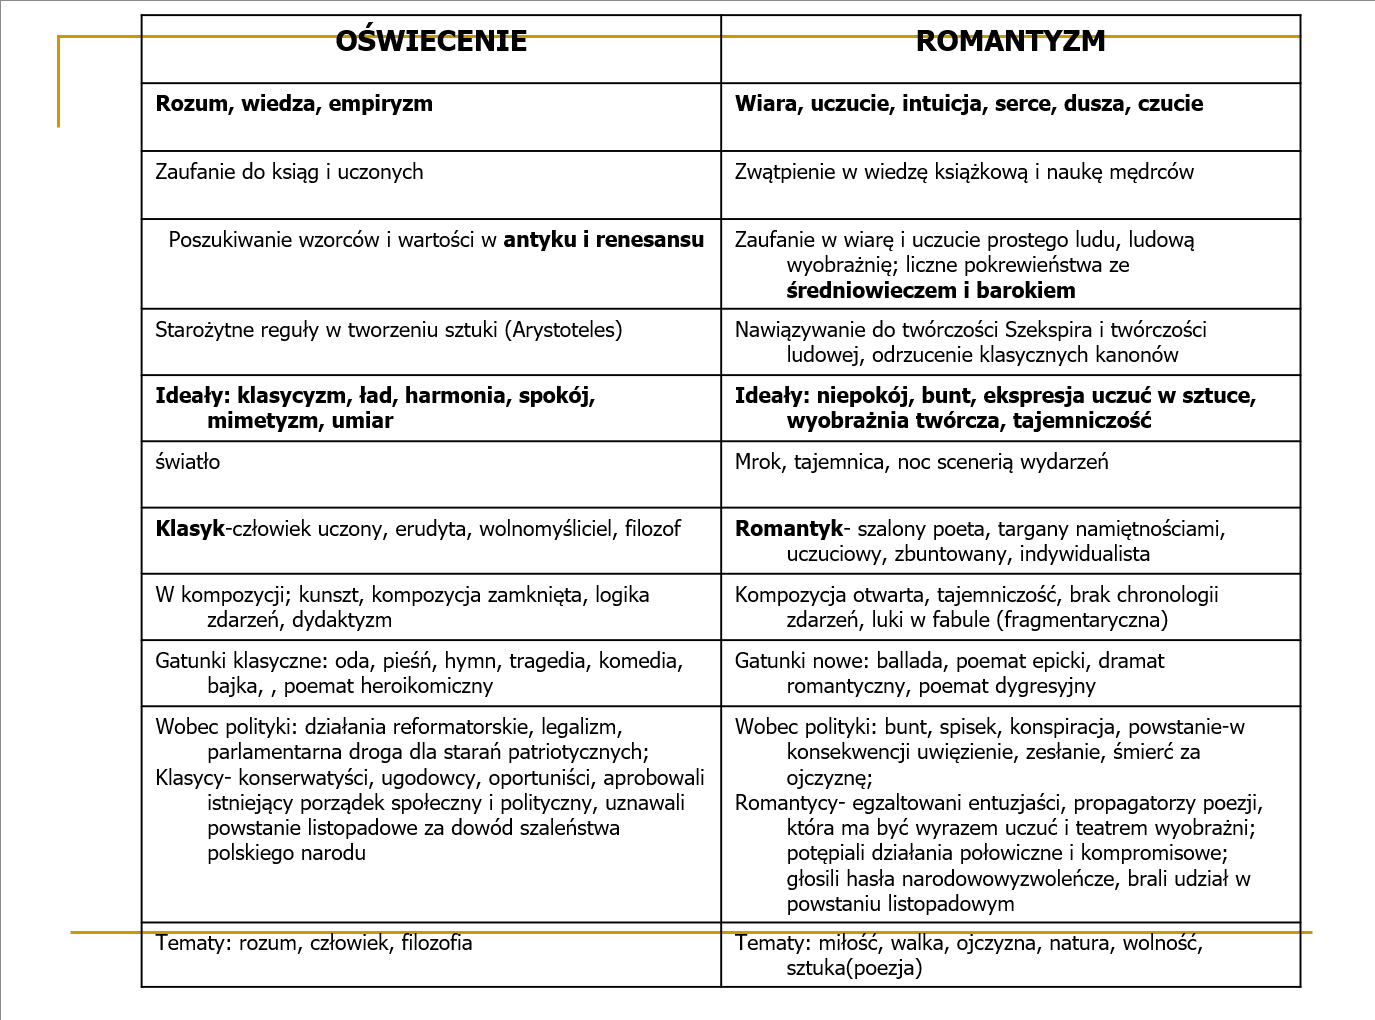 OŚWIECENIE
ROMANTYZM
Rozum, wiedza, empiryzm
Wiara, uczucie, intuicja, serce, dusza, czucie
Zaufanie do ksiąg i uczonych
Zwątpienie w wiedzę książkową i naukę mędrców
Poszukiwanie wzorców i wartości w antyku i renesansu
Zaufanie w wiarę i uczucie prostego ludu, ludową
wyobraźnię; liczne pokrewieństwa ze
średniowieczem i barokiem
Starożytne reguły w tworzeniu sztuki (Arystoteles)
Nawiązywanie do twórczości Szekspira i twórczości
ludowej, odrzucenie klasycznych kanonów
Ideały: klasycyzm, ład, harmonia, spokój,
mimetyzm, umiar
Ideały: niepokój, bunt, ekspresja uczuć w sztuce,
wyobraźnia twórcza, tajemniczość
światło
Mrok, tajemnica, noc scenerią wydarzeń
Klasyk-człowiek uczony, erudyta, wolnomyśliciel, filozof
Romantyk- szalony poeta, targany namiętnościami,
uczuciowy, zbuntowany, indywidualista
W kompozycji; kunszt, kompozycja zamknięta, logika
zdarzeń, dydaktyzm
Kompozycja otwarta, tajemniczość, brak chronologii
zdarzeń, luki w fabule (fragmentaryczna)
Gatunki klasyczne: oda, pieśń, hymn, tragedia, komedia,
bajka, , poemat heroikomiczny
Gatunki nowe: ballada, poemat epicki, dramat
romantyczny, poemat dygresyjny
Wobec polityki: działania reformatorskie, legalizm,
parlamentarna droga dla starań patriotycznych;
Klasycy- konserwatyści, ugodowcy, oportuniści, aprobowali
istniejący porządek społeczny i polityczny, uznawali
powstanie listopadowe za dowód szaleństwa
polskiego narodu
Wobec polityki: bunt, spisek, konspiracja, powstanie-w
konsekwencji uwięzienie, zesłanie, śmierć za
ojczyznę;
Romantycy- egzaltowani entuzjaści, propagatorzy poezji,
która ma być wyrazem uczuć i teatrem wyobraźni;
potępiali działania połowiczne i kompromisowe;
głosili hasła narodowowyzwoleńcze, brali udział w
powstaniu listopadowym
Tematy: rozum, człowiek, filozofia
Tematy: miłość, walka, ojczyzna, natura, wolność,
sztuka(poezja)